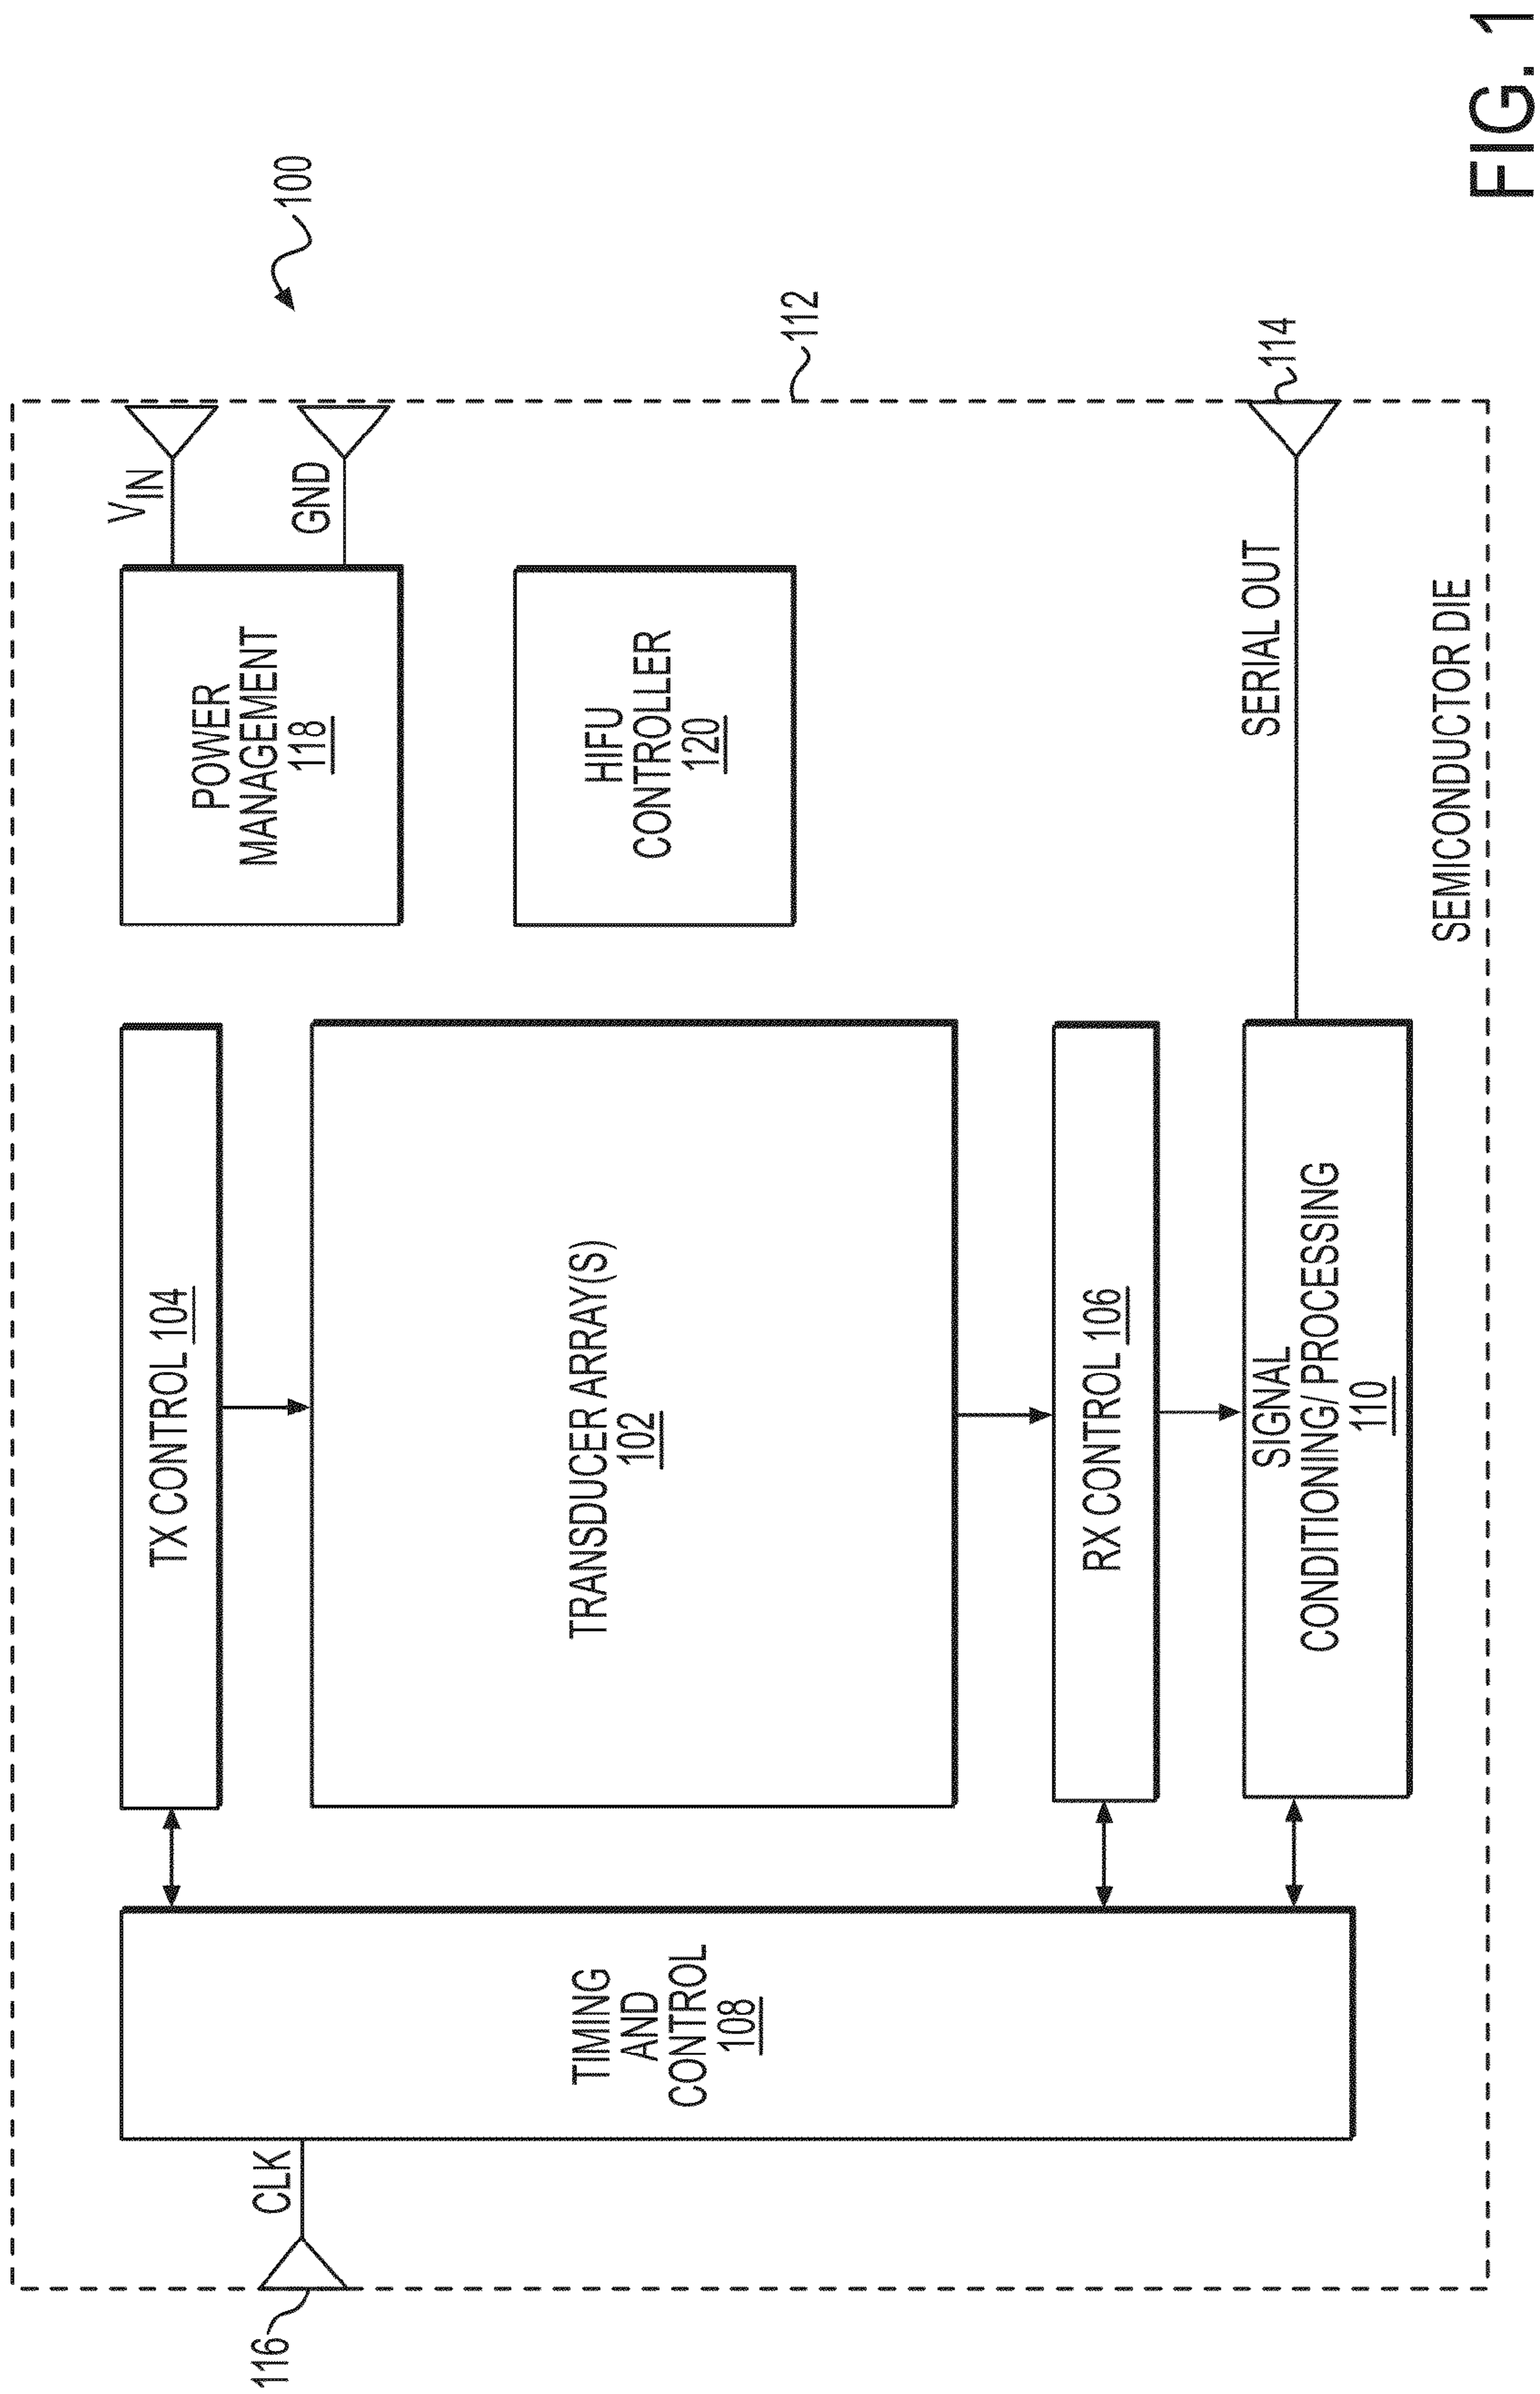 100
SEMICONDUCTOR DIE
112
116
CLK
TIMING
AND
CONTROL
108
TX CONTROL 104
TRANSDUCER ARRAY(S)
102
RX CONTROL 106
SIGNAL
CONDITIONING/ PROCESSING
110
POWER
MANAGEMENT
118
VIN
GND
HIFU
CONTROLLER
120
SERIAL OUT
114
FIG. 1